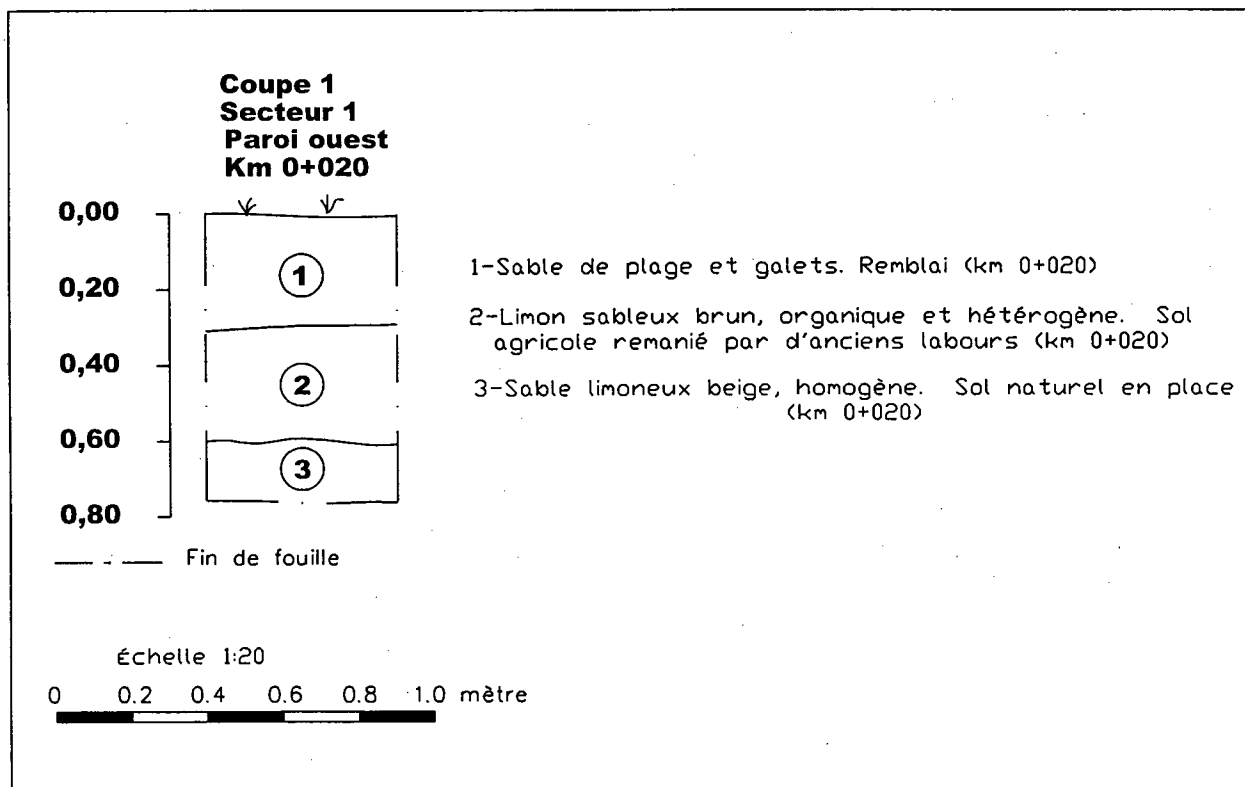 Coupe 1
Secteur 1
Paroi ouest
Km 0+020
0,00
0,20
0,40
0,60
0,80
1
2
3
1-Sable de plage et galets. Remblai (km 0+020)
2-Limon sableux brun, organique et hétérogène. Sol
agricole remanié par d'anciens labours (km 0+020)
3-Sable limoneux beige, homogène. Sol naturel en place
(km 0+020)
Fin de fouille
échelle 1:20
0 0.2 0.4 0.6 0.8 1.0 mètre